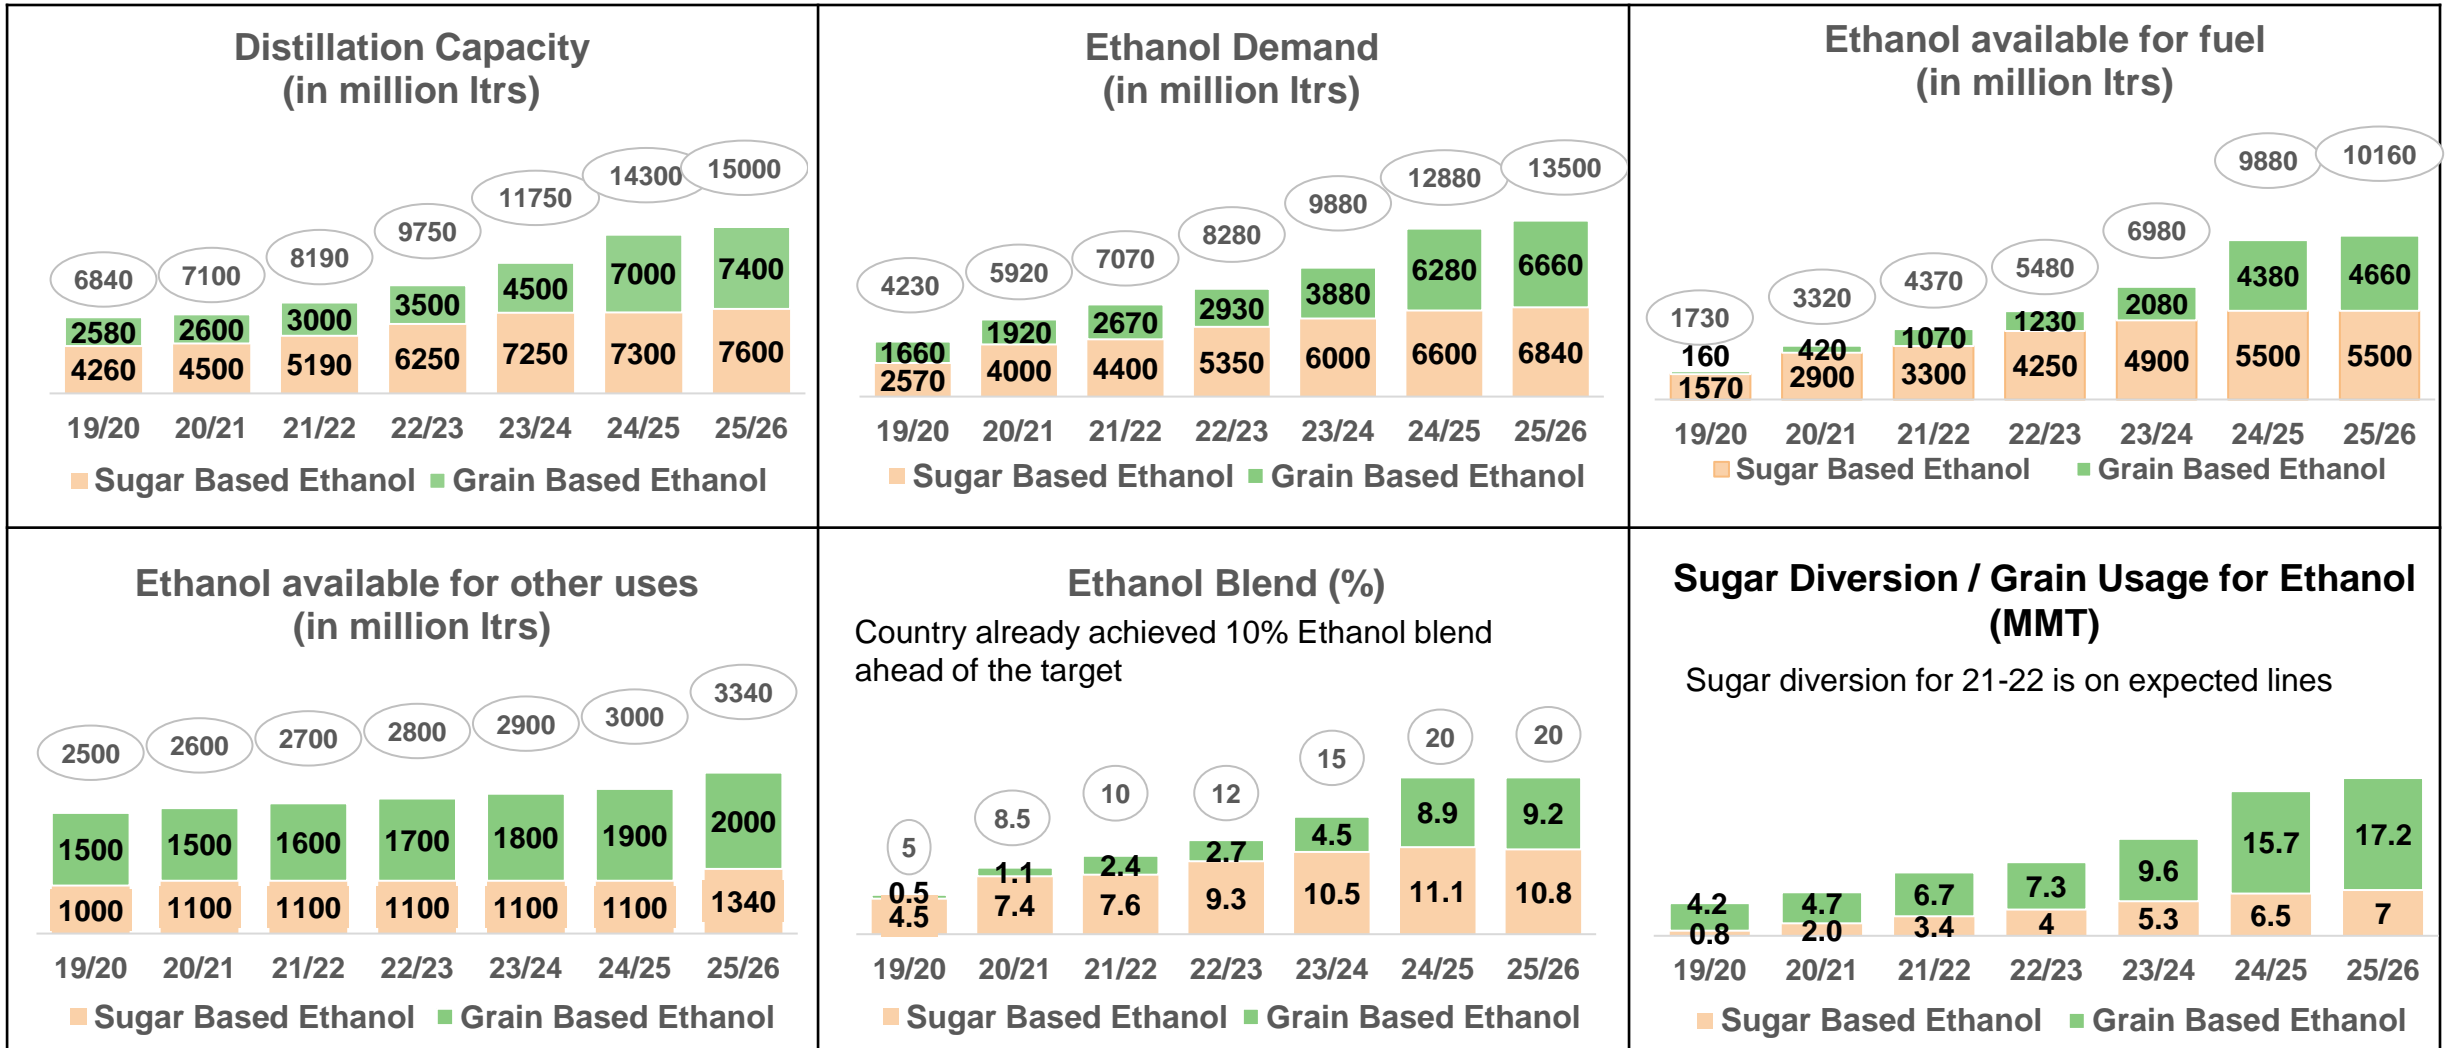 Distillation Capacity
(in million ltrs)
6840 7100 8190 9750 11750 14300 15000
2580 2600 3000 3500 4500 7000 7400
4260 4500 5190 6250 7250 7300 7600
19/20 20/21 21/22 22/23 23/24 24/25 25/26
Sugar Based Ethanol Grain Based Ethanol
Ethanol Demand
(in million ltrs)
4230 5920 7070 8280 9880 12880 13500
1660 1920 2670 2930 3880 6280 6660
2570 4000 4400 5350 6000 6600 6840
19/20 20/21 21/22 22/23 23/24 24/25 25/26
Sugar Based Ethanol Grain Based Ethanol
Ethanol available for fuel
(in million ltrs)
1730 3320 4370 5480 6980 9880 10160
160 420 1070 1230 2080 4380 4660
1570 2900 3300 4250 4900 5500 5500
19/20 20/21 21/22 22/23 23/24 24/25 25/26
Sugar Based Ethanol Grain Based Ethanol
Ethanol available for other uses
(in million ltrs)
2500 2600 2700 2800 2900 3000 3340
1500 1500 1600 1700 1800 1900 2000
1000 1100 1100 1100 1100 1100 1340
19/20 20/21 21/22 22/23 23/24 24/25 25/26
Sugar Based Ethanol Grain Based Ethanol
Ethanol Blend (%)
Country already achieved 10% Ethanol blend
ahead of the target
5 8.5 10 12 15 20 20
0.5 1.1 2.4 2.7 4.5 8.9 9.2
4.5 7.4 7.6 9.3 10.5 11.1 10.8
19/20 20/21 21/22 22/23 23/24 24/25 25/26
Sugar Based Ethanol Grain Based Ethanol
Sugar Diversion / Grain Usage for Ethanol
(MMT)
Sugar diversion for 21-22 is on expected lines
4.2 4.7 6.7 7.3 9.6 15.7 17.2
0.8 2.0 3.4 4 5.3 6.5 7
19/20 20/21 21/22 22/23 23/24 24/25 25/26
Sugar Based Ethanol Grain Based Ethanol